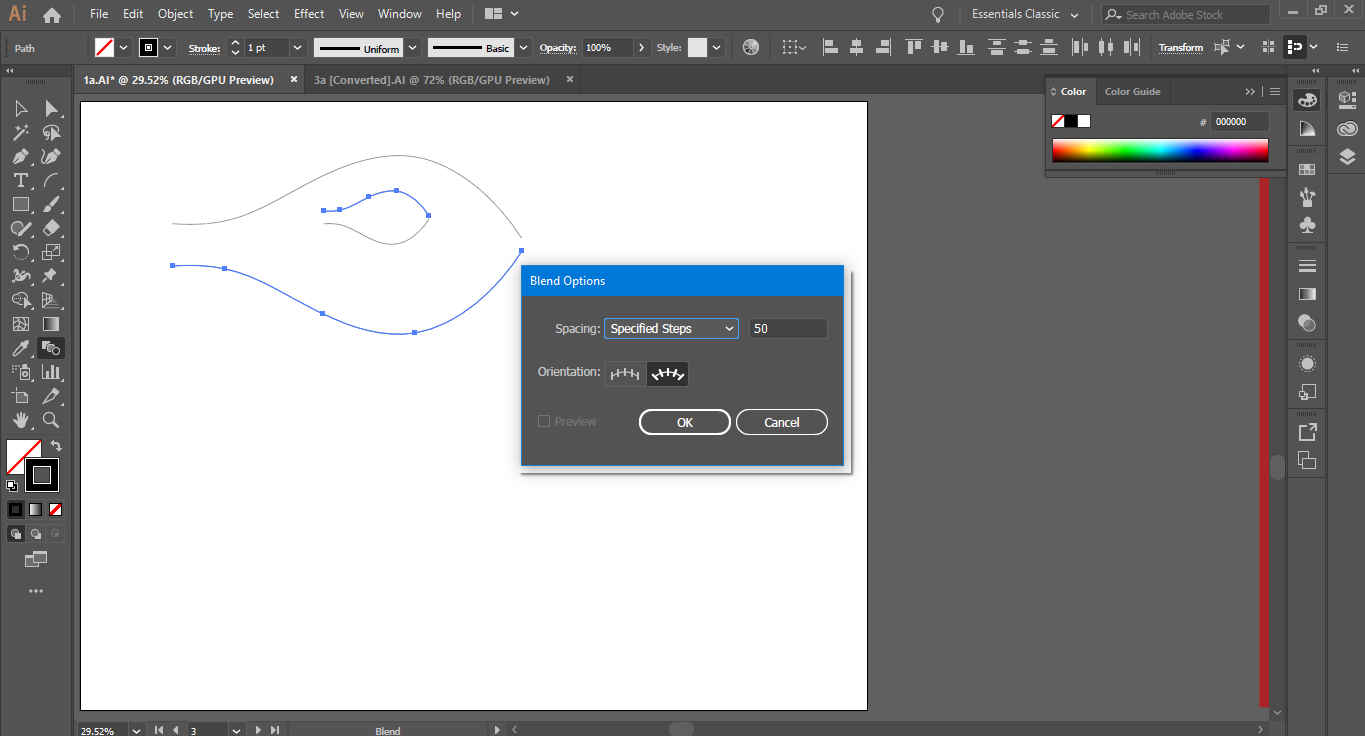 Ai File Edit Object Type Select Effect View Window Help Essentials Classic Search Adobe Stock
Path Stroke: 1 pt Uniform Basic Opacity: 100% Style: Transform
1a.AI* @ 29.52% (RGB/GPU Preview) 3a [Converted].AI @ 72% (RGB/GPU Preview)
Color Color Guide
# 000000
Blend Options
Spacing: Specified Steps 50
Orientation:
Preview OK Cancel
29.52% 3 Blend